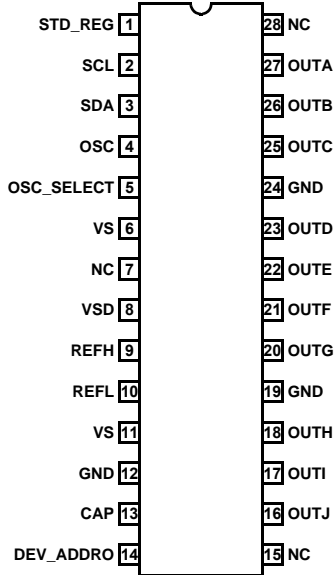 STD_REG 1 28 NC
SCL 2 27 OUTA
SDA 3 26 OUTB
OSC 4 25 OUTC
OSC_SELECT 5 24 GND
VS 6 23 OUTD
NC 7 22 OUTE
VSD 8 21 OUTF
REFH 9 20 OUTG
REFL 10 19 GND
VS 11 18 OUTH
GND 12 17 OUTI
CAP 13 16 OUTJ
DEV_ADDRO 14 15 NC